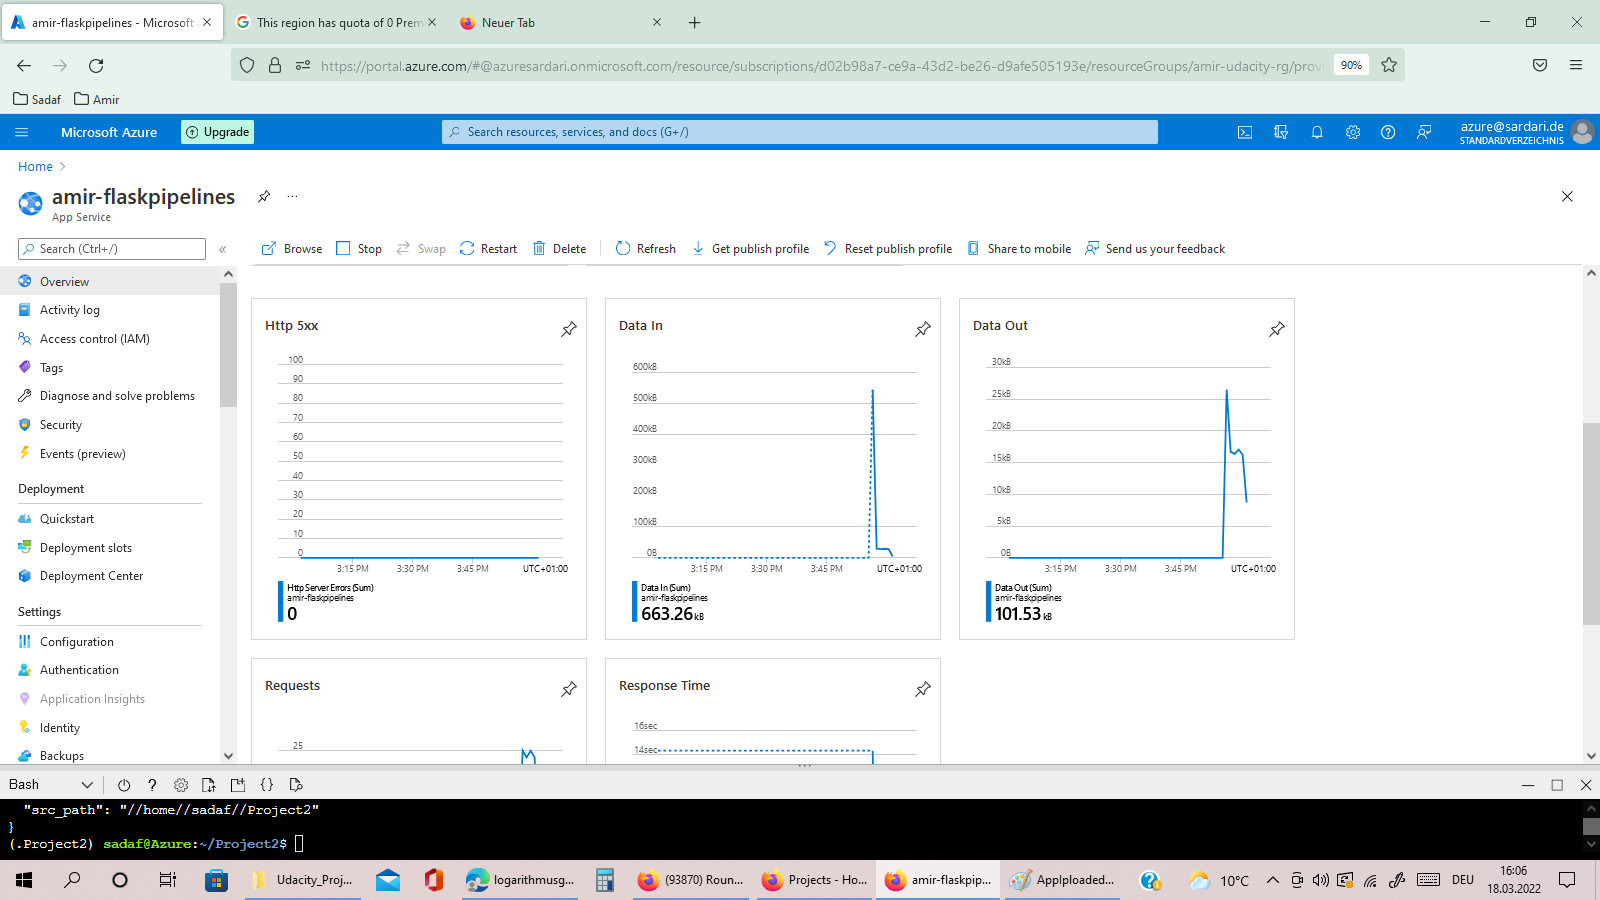 amir-flaskpipelines - Microsoft
This region has quota of 0 Prem
Neuer Tab
https://portal.azure.com/#@azuresardari.onmicrosoft.com/resource/subscriptions/d02b98a7-ce9a-43d2-be26-d9afe505193e/resourceGroups/amir-udacity-rg/provi
90%
Sadaf
Amir
Microsoft Azure
Upgrade
Search resources, services, and docs (G+/)
azure@sardari.de
STANDARDVERZEICHNIS
Home
amir-flaskpipelines
...
App Service
Search (Ctrl+/)
Browse
Stop
Swap
Restart
Delete
Refresh
Get publish profile
Reset publish profile
Share to mobile
Send us your feedback
Overview
Activity log
Access control (IAM)
Tags
Diagnose and solve problems
Security
Events (preview)
Deployment
Quickstart
Deployment slots
Deployment Center
Settings
Configuration
Authentication
Application Insights
Identity
Backups
Http 5xx
100
90
80
70
60
50
40
30
20
10
0
3:15 PM
3:30 PM
3:45 PM
UTC+01:00
Http Server Errors (Sum)
amir-flaskpipelines
0
Data In
600kB
500kB
400kB
300kB
200kB
100kB
0B
3:15 PM
3:30 PM
3:45 PM
UTC+01:00
Data In (Sum)
amir-flaskpipelines
663.26 kB
Data Out
30kB
25kB
20kB
15kB
10kB
5kB
0B
3:15 PM
3:30 PM
3:45 PM
UTC+01:00
Data Out (Sum)
amir-flaskpipelines
101.53 kB
Requests
25
Response Time
16sec
14sec
Bash
"src_path": "//home//sadaf//Project2"
}
(.Project2) sadaf@Azure:~/Project2$
Udacity_Proj...
logarithmusg...
(93870) Roun...
Projects - Ho...
amir-flaskpip...
Applploaded...
10°C
DEU
16:06
18.03.2022